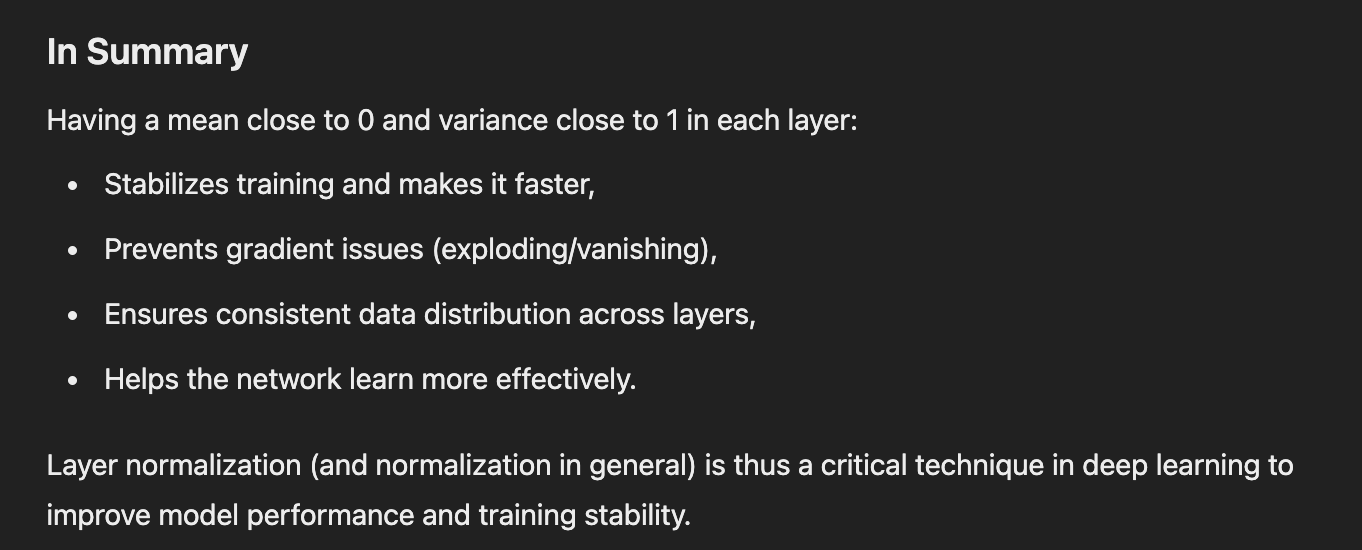 In Summary
Having a mean close to 0 and variance close to 1 in each layer:
• Stabilizes training and makes it faster,
• Prevents gradient issues (exploding/vanishing),
• Ensures consistent data distribution across layers,
• Helps the network learn more effectively.
Layer normalization (and normalization in general) is thus a critical technique in deep learning to
improve model performance and training stability.